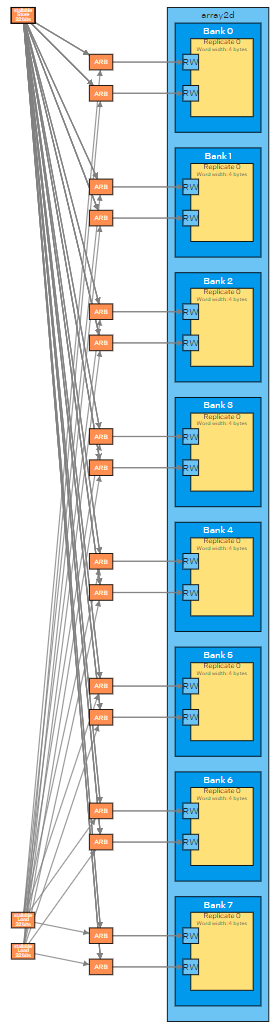 array2d
Bank 0
Replicate 0
Word width: 4 bytes
ARB
RW
ARB
RW
Bank 1
Replicate 0
Word width: 4 bytes
ARB
RW
ARB
RW
Bank 2
Replicate 0
Word width: 4 bytes
ARB
RW
ARB
RW
Bank 3
Replicate 0
Word width: 4 bytes
ARB
RW
ARB
RW
Bank 4
Replicate 0
Word width: 4 bytes
ARB
RW
ARB
RW
Bank 5
Replicate 0
Word width: 4 bytes
ARB
RW
ARB
RW
Bank 6
Replicate 0
Word width: 4 bytes
ARB
RW
ARB
RW
Bank 7
Replicate 0
Word width: 4 bytes
ARB
RW
ARB
RW